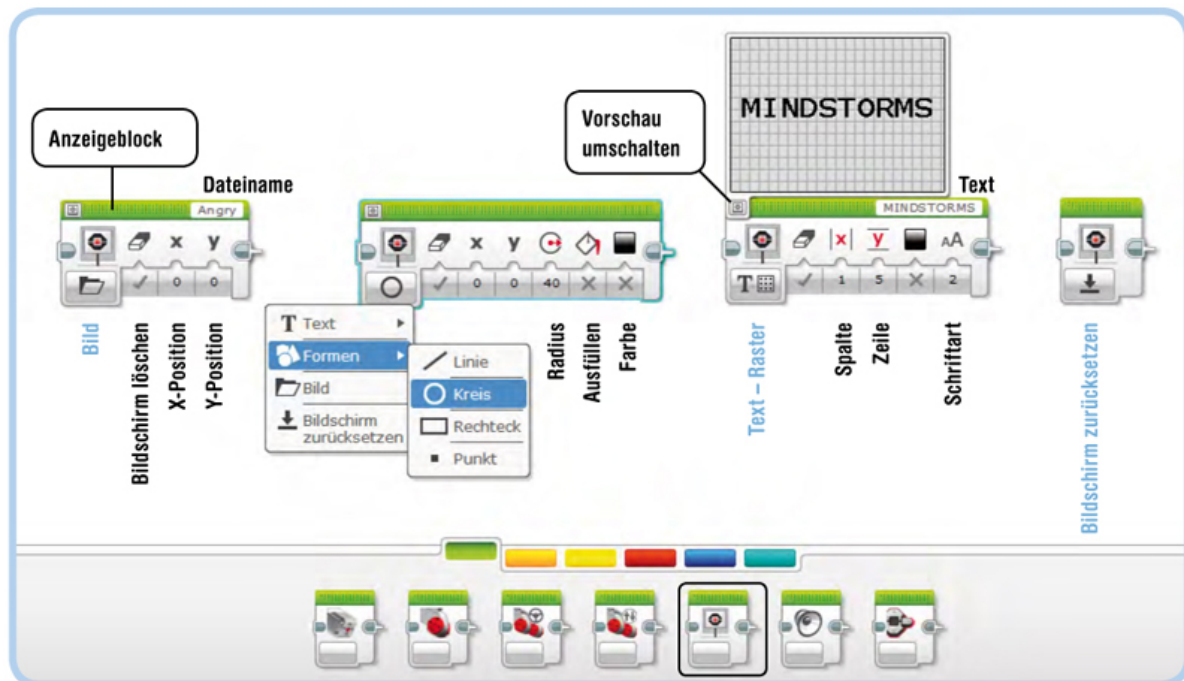 MINDSTORMS
Anzeigeblock
Vorschau
umschalten
Dateiname
Text
Angry
MINDSTORMS
x
y
0
0
x
y
0
0
40
x
y
T
1
5
AA
2
Bild
Bildschirm löschen
X-Position
Y-Position
T Text
Formen
Bild
Bildschirm
zurücksetzen
Linie
Kreis
Rechteck
Punkt
Radius
Ausfüllen
Farbe
Text – Raster
Spalte
Zeile
Schriftart
Bildschirm zurücksetzen